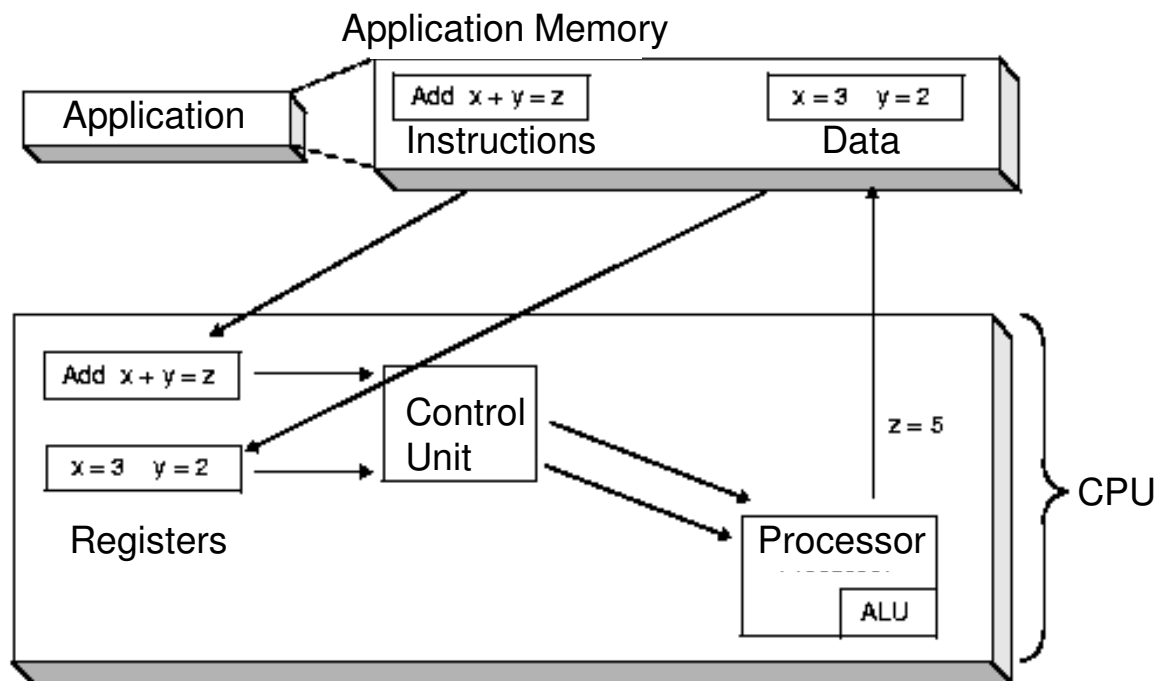 Application Memory
Application
Add x + y = z
x = 3 y = 2
Instructions
Data
Add x + y = z
Control
Unit
x = 3 y = 2
Registers
z = 5
CPU
Processor
ALU